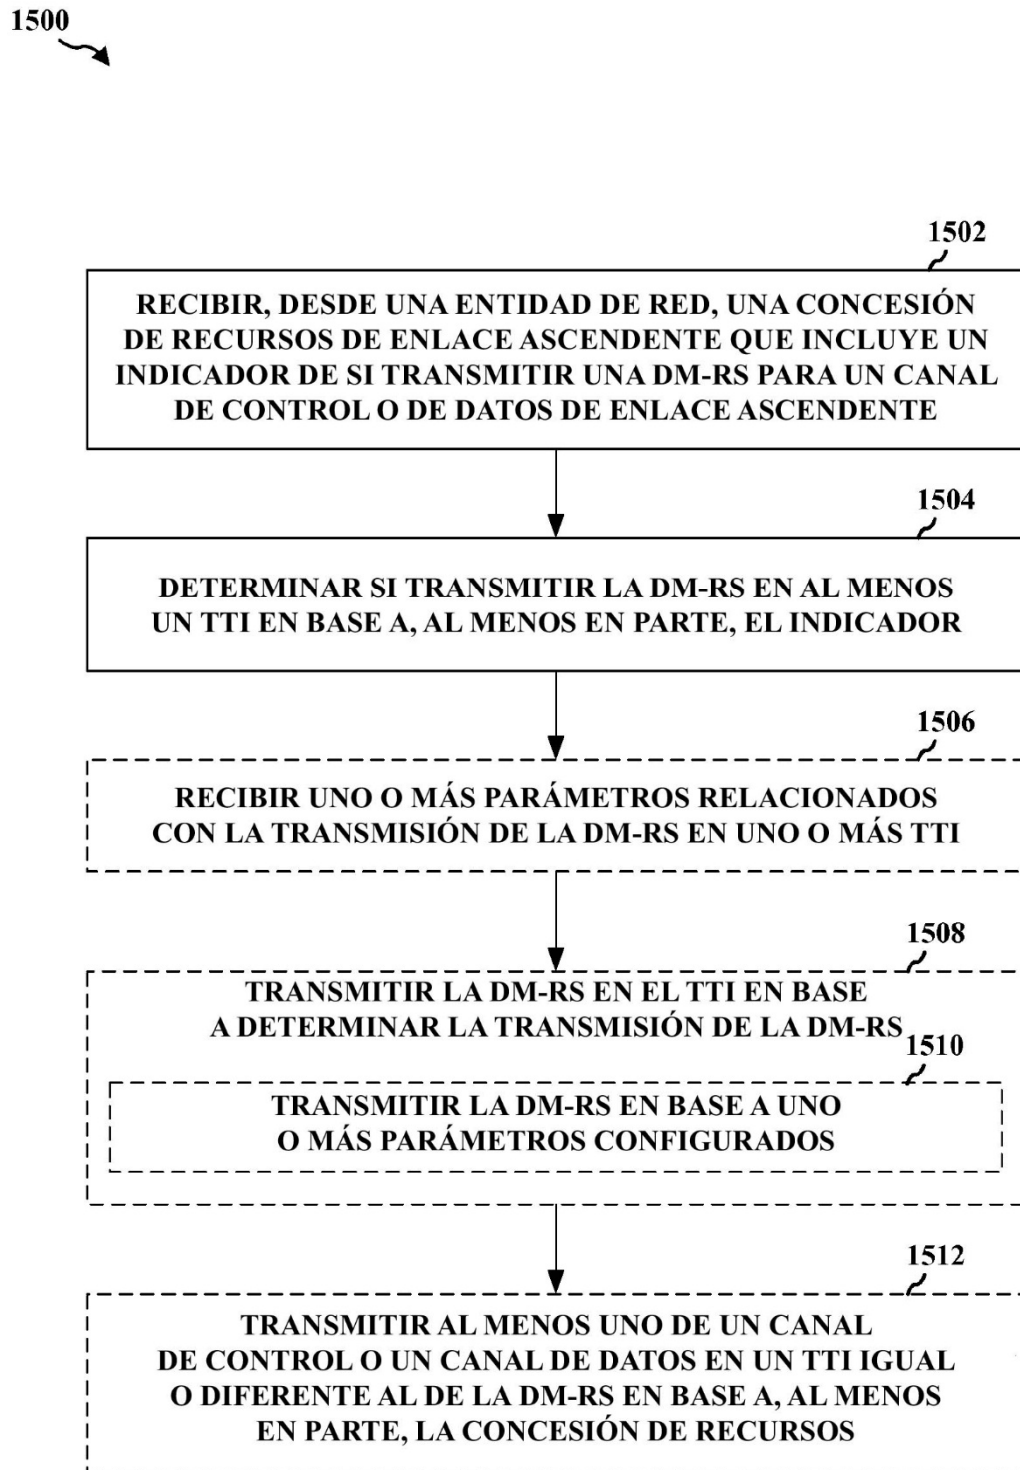 1500
1502
RECIBIR, DESDE UNA ENTIDAD DE RED, UNA CONCESIÓN
DE RECURSOS DE ENLACE ASCENDENTE QUE INCLUYE UN
INDICADOR DE SI TRANSMITIR UNA DM-RS PARA UN CANAL
DE CONTROL O DE DATOS DE ENLACE ASCENDENTE
1504
DETERMINAR SI TRANSMITIR LA DM-RS EN AL MENOS
UN TTI EN BASE A, AL MENOS EN PARTE, EL INDICADOR
1506
RECIBIR UNO O MÁS PARÁMETROS RELACIONADOS
CON LA TRANSMISIÓN DE LA DM-RS EN UNO O MÁS TTI
1508
TRANSMITIR LA DM-RS EN EL TTI EN BASE
A DETERMINAR LA TRANSMISIÓN DE LA DM-RS
1510
TRANSMITIR LA DM-RS EN BASE A UNO
O MÁS PARÁMETROS CONFIGURADOS
1512
TRANSMITIR AL MENOS UNO DE UN CANAL
DE CONTROL O UN CANAL DE DATOS EN UN TTI IGUAL
O DIFERENTE AL DE LA DM-RS EN BASE A, AL MENOS
EN PARTE, LA CONCESIÓN DE RECURSOS